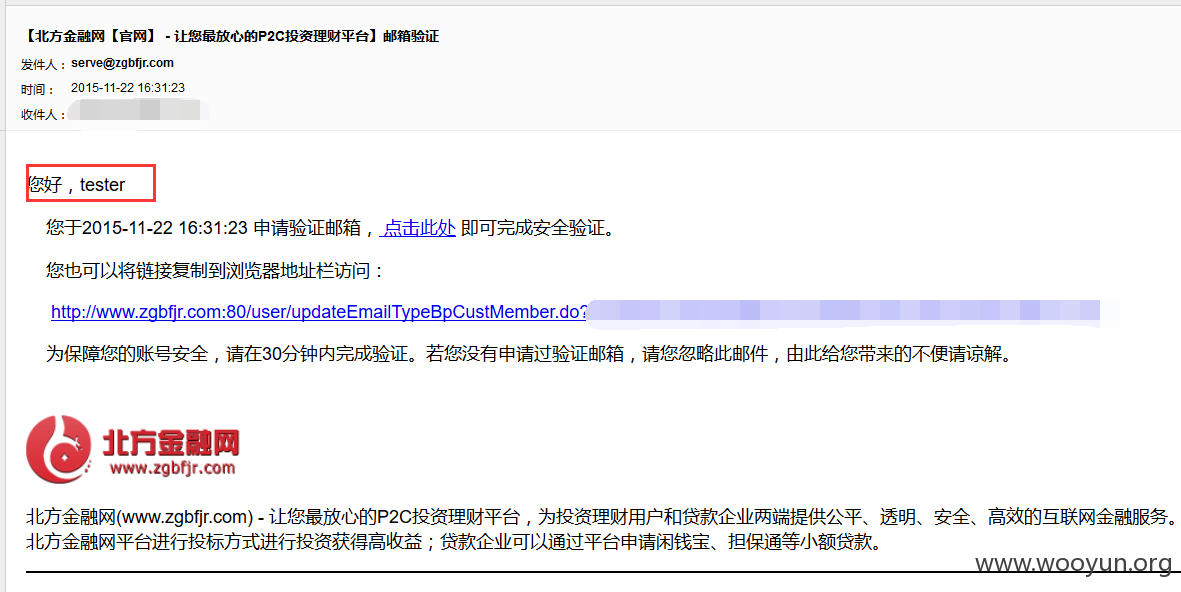 【北方金融网【官网】 - 让您最放心的P2C投资理财平台】邮箱验证
发件人：serve@zgbfjr.com
时间：2015-11-22 16:31:23
收件人：
您好，tester
您于2015-11-22 16:31:23 申请验证邮箱， 点击此处 即可完成安全验证。
您也可以将链接复制到浏览器地址栏访问：
http://www.zgbfjr.com:80/user/updateEmailTypeBpCustMember.do?
为保障您的账号安全，请在30分钟内完成验证。若您没有申请过验证邮箱，请您忽略此邮件，由此给您带来的不便请谅解。
北方金融网
www.zgbfjr.com
北方金融网(www.zgbfjr.com) - 让您最放心的P2C投资理财平台，为投资理财用户和贷款企业两端提供公平、透明、安全、高效的互联网金融服务。
北方金融网平台进行投标方式进行投资获得高收益；贷款企业可以通过平台申请闲钱宝、担保通等小额贷款。
www.wooyun.org